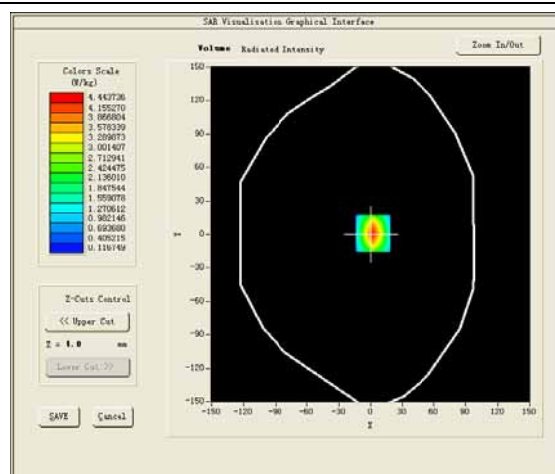 SAR Visualisation Graphical Interface
Volume Radiated Intensity
Zoom In/Out
Colors Scale
(W/kg)
4.443736
4.155270
3.866804
3.578339
3.289873
3.001407
2.712941
2.424475
2.136010
1.847544
1.559078
1.270612
0.982146
0.693680
0.405215
0.116749
150
120
90
60
30
0
-30
-60
-90
-120
-150
Y
-150 -120 -90 -60 -30 0 30 60 90 120 150
X
Z-Cuts Control
<< Upper Cut
Z = 4.0 mm
Lower Cut >>
SAVE
Cancel